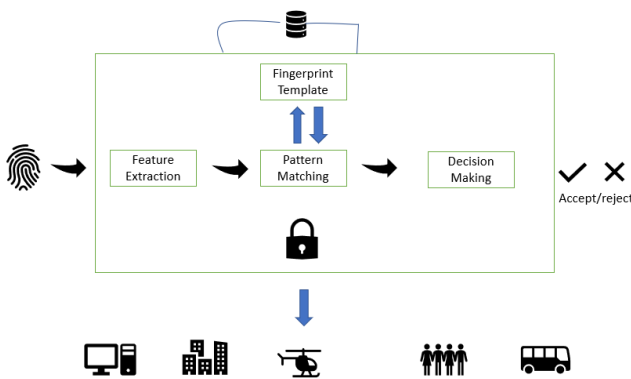 Fingerprint
Template
Feature
Extraction
Pattern
Matching
Decision
Making
Accept/reject